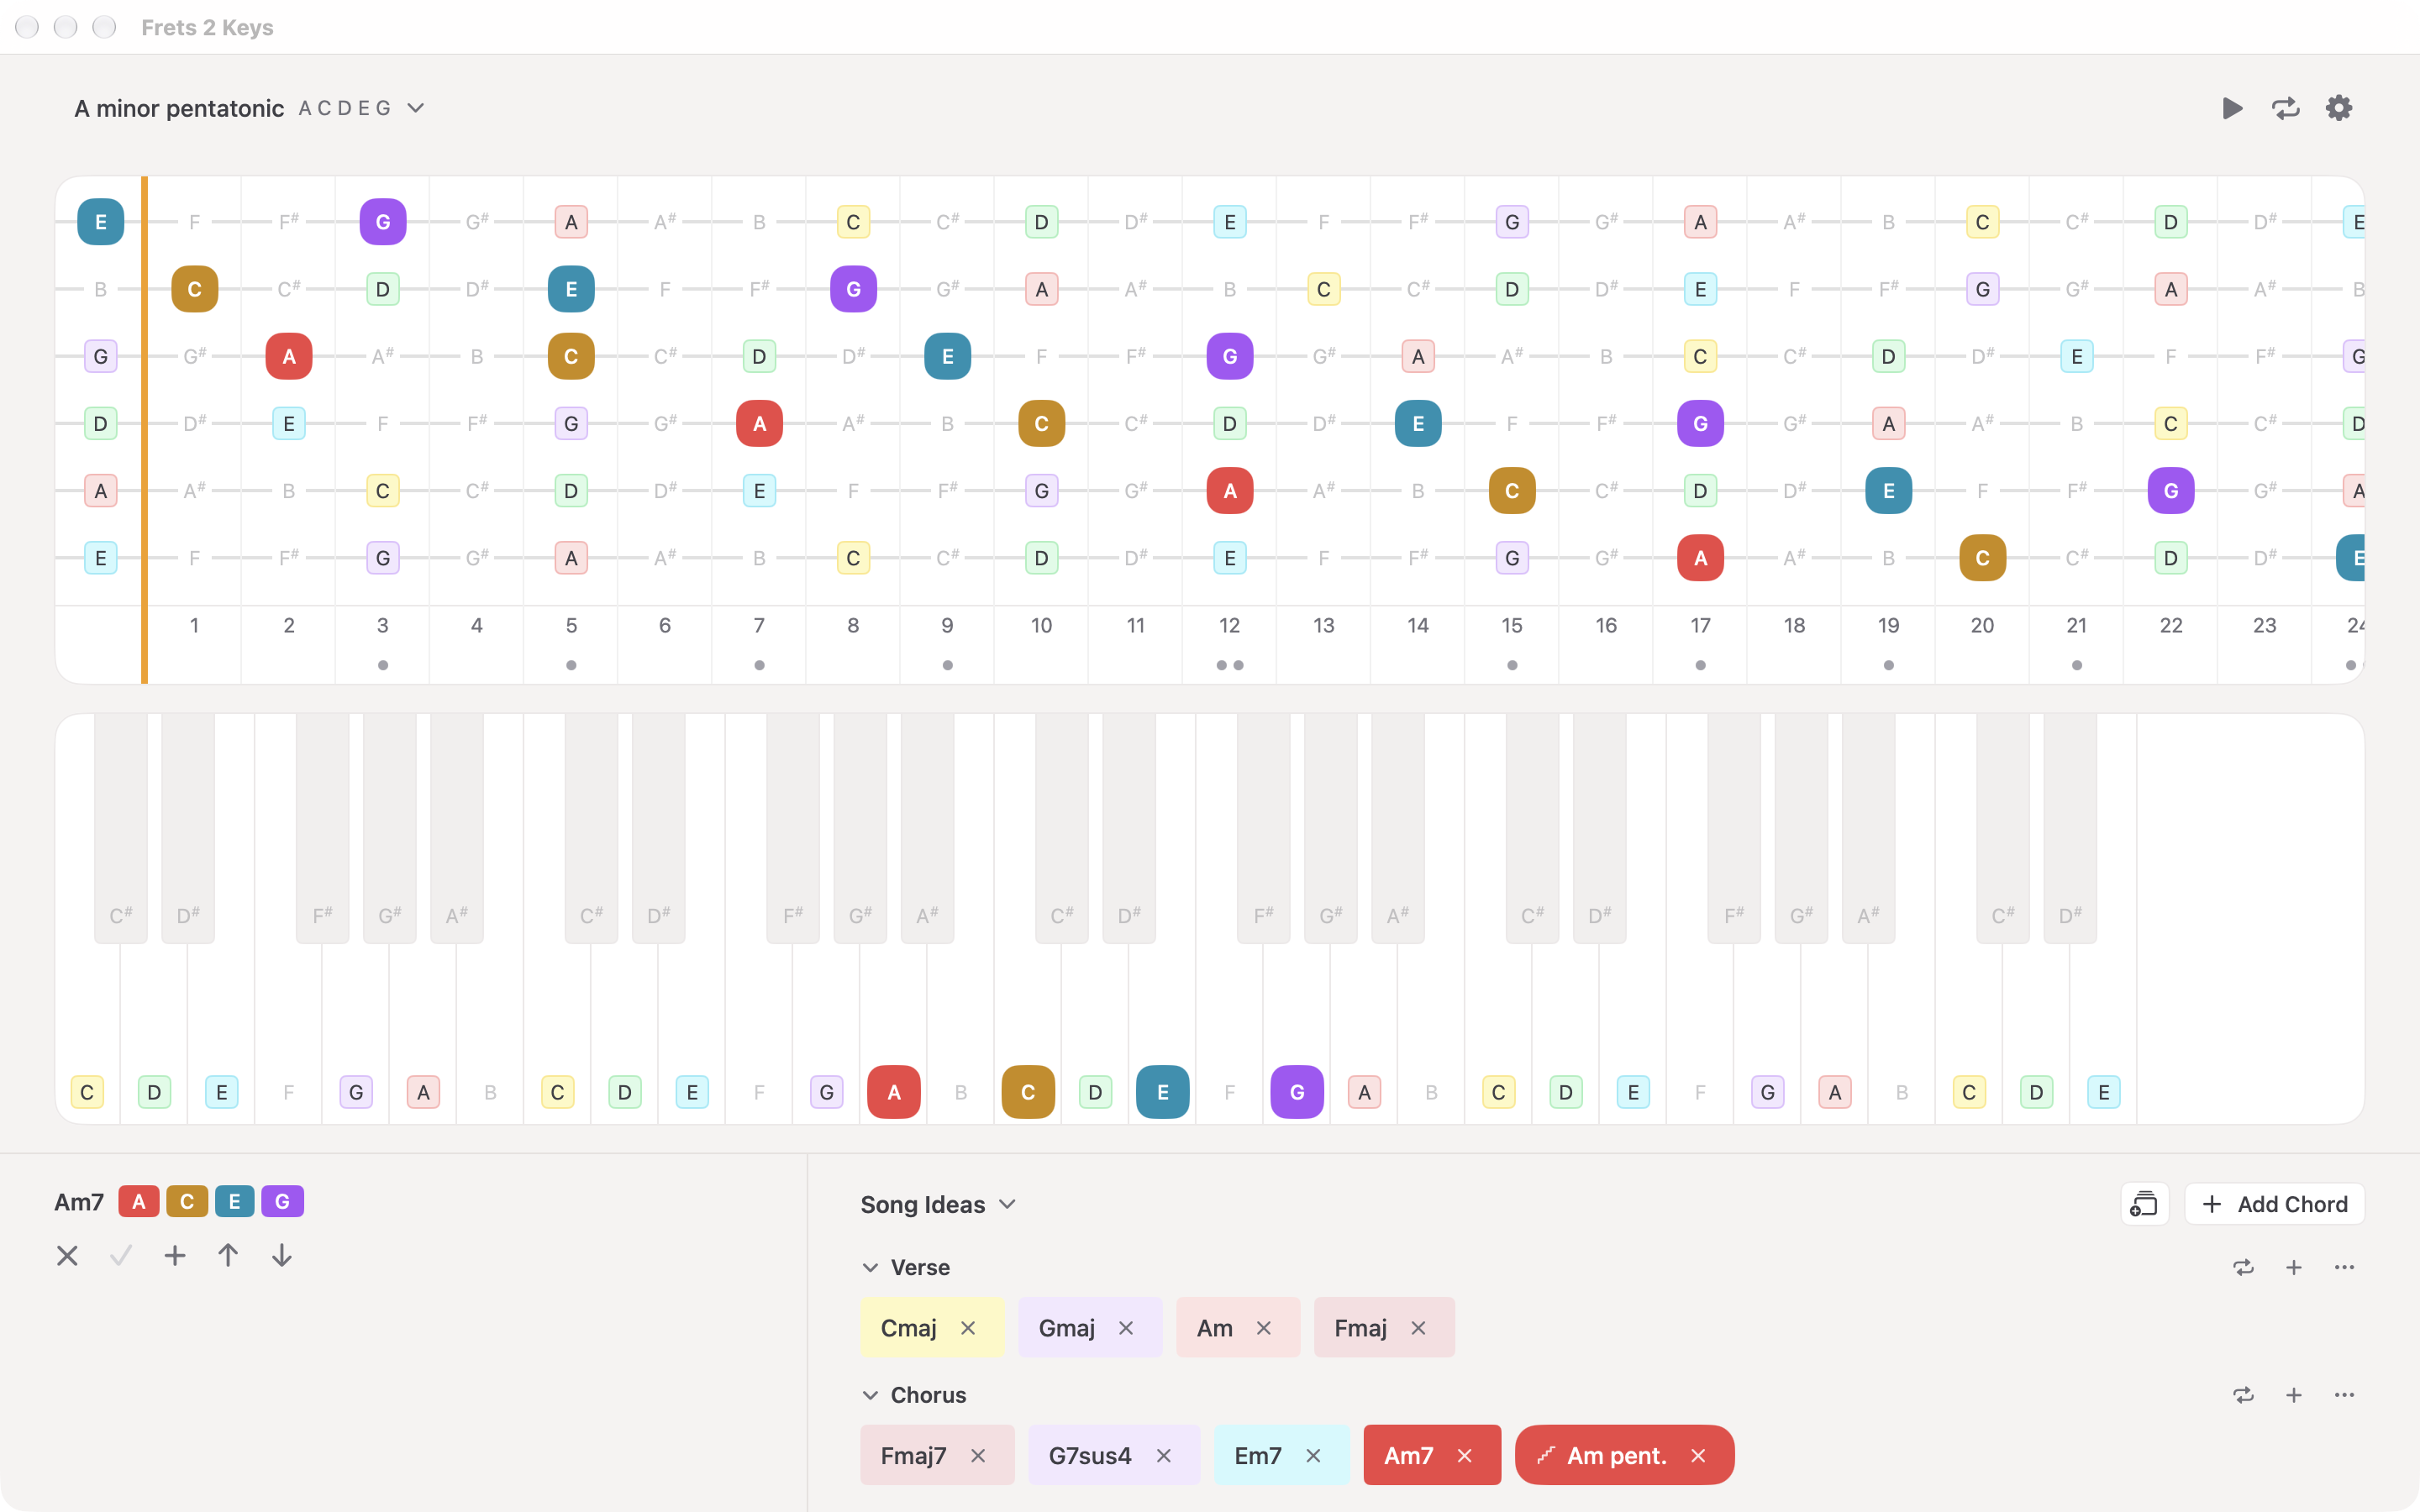 Frets 2 Keys
A minor pentatonic A C D E G
E F F# G G# A A# B C C# D D# E F F# G G# A A# B C C# D D# E
B C C# D D# E F F# G G# A A# B C C# D D# E F F# G G# A A# B
G G# A A# B C C# D D# E F F# G G# A A# B C C# D D# E F F# G
D D# E F F# G G# A A# B C C# D D# E F F# G G# A A# B C C# D
A A# B C C# D D# E F F# G G# A A# B C C# D D# E F F# G G# A
E F F# G G# A A# B C C# D D# E F F# G G# A A# B C C# D D# E
1 2 3 4 5 6 7 8 9 10 11 12 13 14 15 16 17 18 19 20 21 22 23 24
C# D# F# G# A# C# D# F# G# A# C# D# F# G# A# C# D# F# G# A# C# D#
C D E F G A B C D E F G A B C D E F G A B C D E F G A B C D E
Am7 A C E G
Song Ideas
+ Add Chord
Verse
Cmaj Gmaj Am Fmaj
Chorus
Fmaj7 G7sus4 Em7 Am7 Am pent.